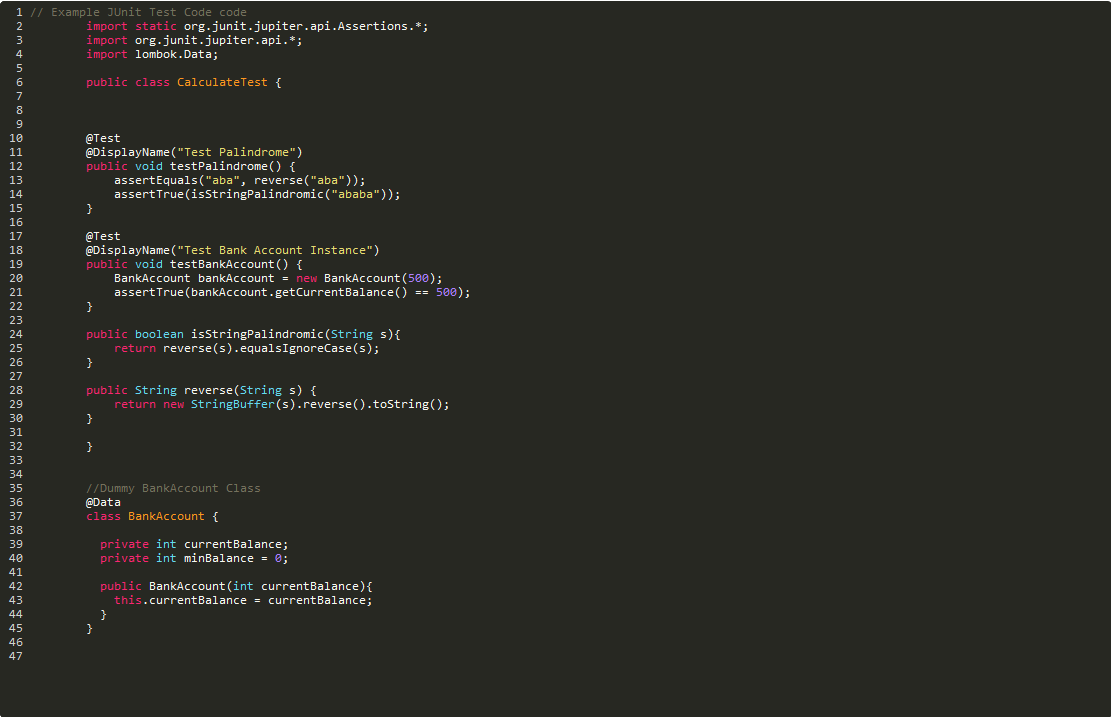 1 // Example JUnit Test Code code
2 import static org.junit.jupiter.api.Assertions.*;
3 import org.junit.jupiter.api.*;
4 import lombok.Data;
5
6 public class CalculateTest {
7
8
9
10 @Test
11 @DisplayName("Test Palindrome")
12 public void testPalindrome() {
13 assertEquals("aba", reverse("aba"));
14 assertTrue(isStringPalindromic("ababa"));
15 }
16
17 @Test
18 @DisplayName("Test Bank Account Instance")
19 public void testBankAccount() {
20 BankAccount bankAccount = new BankAccount(500);
21 assertTrue(bankAccount.getCurrentBalance() == 500);
22 }
23
24 public boolean isStringPalindromic(String s){
25 return reverse(s).equalsIgnoreCase(s);
26 }
27
28 public String reverse(String s) {
29 return new StringBuffer(s).reverse().toString();
30 }
31
32 }
33
34
35 //Dummy BankAccount Class
36 @Data
37 class BankAccount {
38
39 private int currentBalance;
40 private int minBalance = 0;
41
42 public BankAccount(int currentBalance){
43 this.currentBalance = currentBalance;
44 }
45 }
46
47